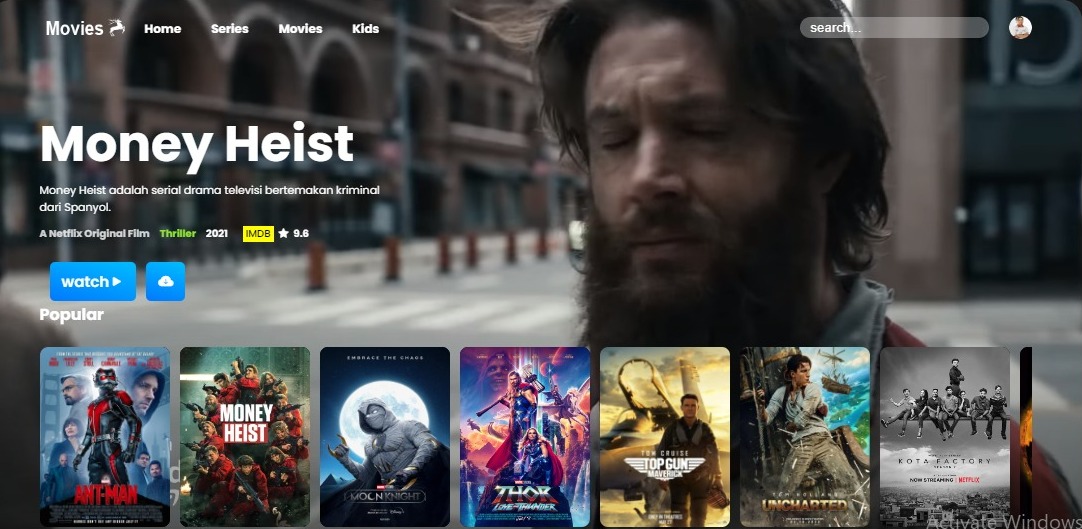 Movies
Home
Series
Movies
Kids
search...
Money Heist
Money Heist adalah serial drama televisi bertemakan kriminal
dari Spanyol.
A Netflix Original Film Thriller 2021 IMDB 9.6
watch
Popular
ANT-MAN
MONEY
HEIST
EMBRACE THE CHAOS
MOON KNIGHT
THOR
LOVE AND THUNDER
TOM CRUISE
TOP GUN
MAVERICK
UNCHARTED
KOTA FACTORY
NOW STREAMING NETFLIX
Activate Window